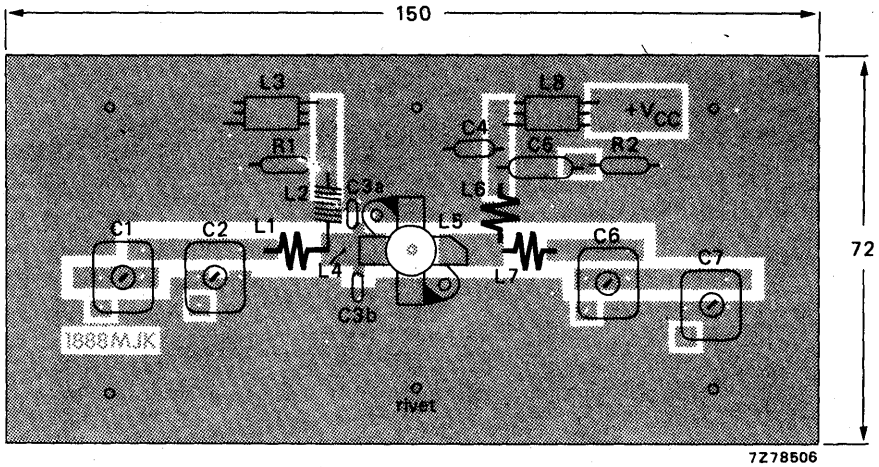 150
L3
L8
+VCC
C4
R1
C5
R2
L2
C3a
L6
C1
C2
L1
L5
C6
C7
72
L4
L7
C3b
1888MJK
rivet
7Z78506